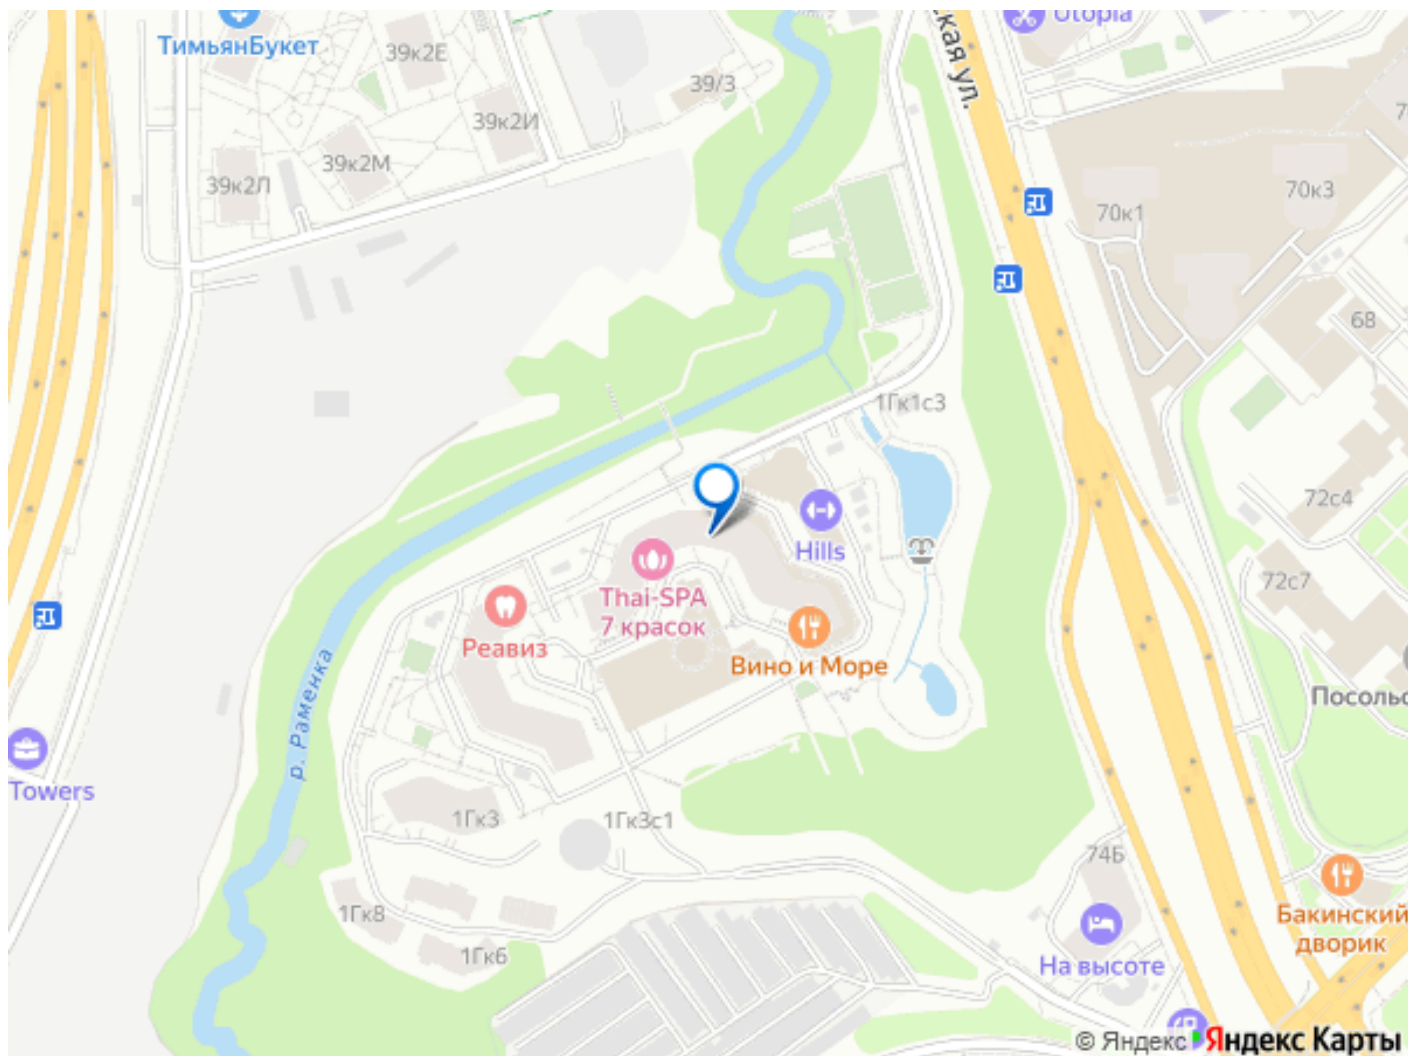 Utopia
ТимьянБукет
39к2Е
ская ул.
39/3
39к2И
39к2М
39к2Л
70к3
70к1
68
1Гк1с3
72с4
Hills
72с7
Thai-SPA
7 красок
Реавиз
Вино и Море
р. Раменка
Посольс
Towers
1Гк3
1Гк3с1
74Б
1Гк8
Бакинский
дворик
1Гк6
На высоте
© Яндекс Яндекс Карты